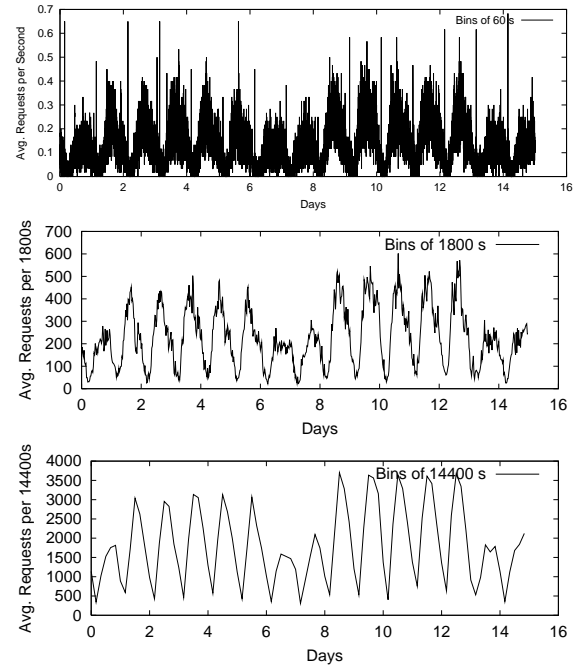 Bins of 60 s
Avg. Requests per Second
0.7
0.6
0.5
0.4
0.3
0.2
0.1
0
0 2 4 6 8 10 12 14 16
Days
Bins of 1800 s
Avg. Requests per 1800s
700
600
500
400
300
200
100
0
0 2 4 6 8 10 12 14 16
Days
Bins of 14400 s
Avg. Requests per 14400s
4000
3500
3000
2500
2000
1500
1000
500
0
0 2 4 6 8 10 12 14 16
Days